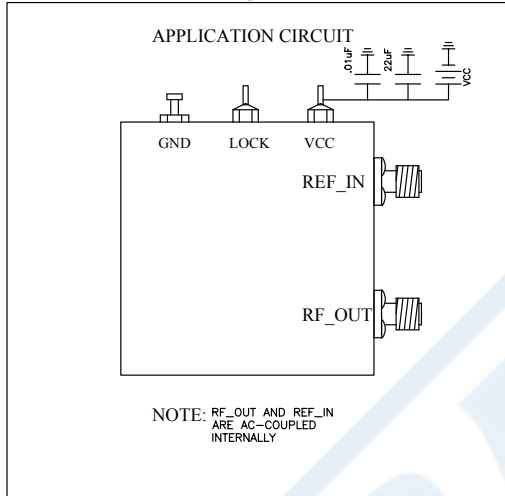 APPLICATION CIRCUIT
.01uF
22uF
VCC
GND
LOCK
VCC
REF_IN
RF_OUT
NOTE: RF_OUT AND REF_IN
ARE AC-COUPLED
INTERNALLY